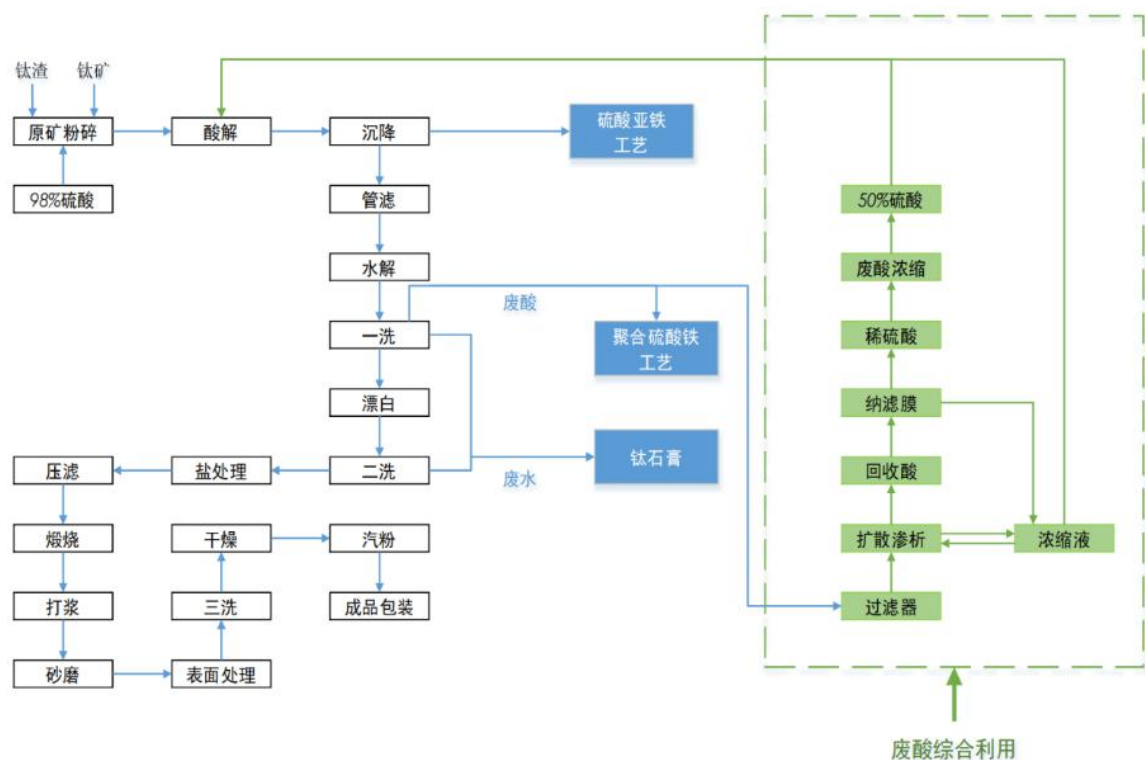 钛渣
钛矿
原矿粉碎
酸解
沉降
硫酸亚铁
工艺
98%硫酸
管滤
50%硫酸
水解
废酸浓缩
废酸
一洗
聚合硫酸铁
工艺
稀硫酸
漂白
纳滤膜
压滤
盐处理
二洗
废水
钛石膏
回收酸
煅烧
干燥
汽粉
扩散渗析
浓缩液
打浆
三洗
成品包装
过滤器
砂磨
表面处理
废酸综合利用